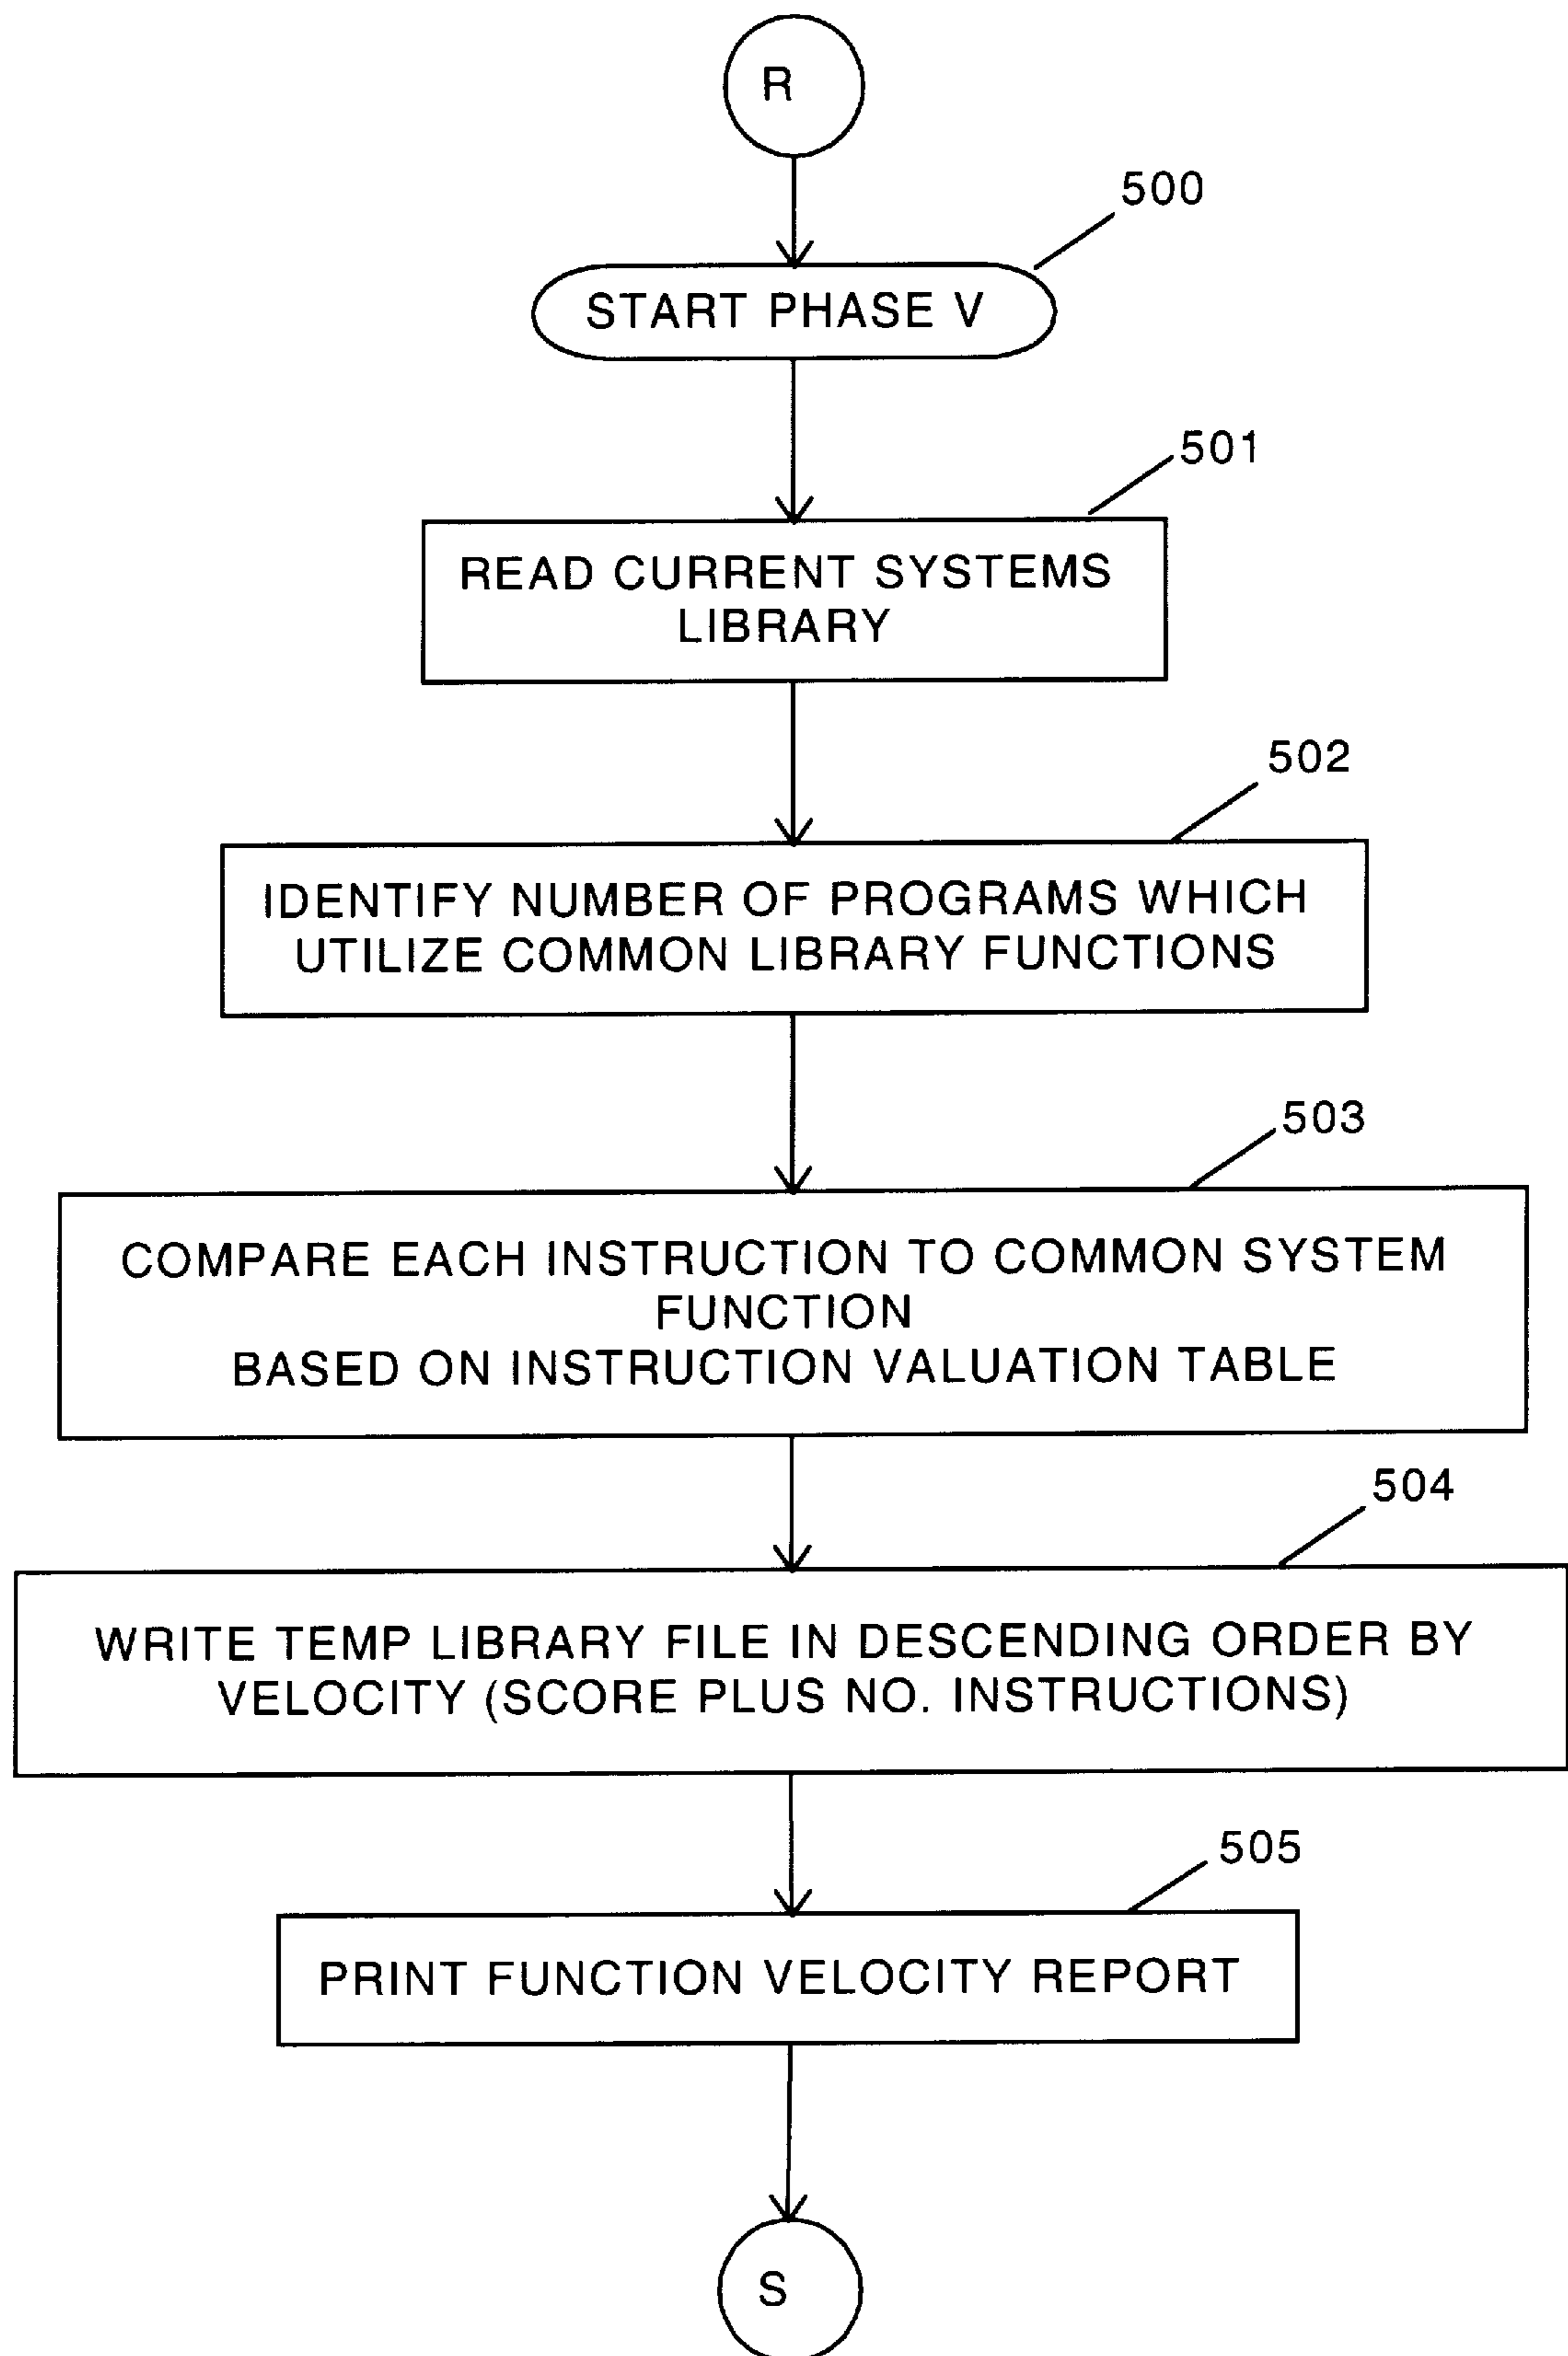 R
500
START PHASE V
501
READ CURRENT SYSTEMS
LIBRARY
502
IDENTIFY NUMBER OF PROGRAMS WHICH
UTILIZE COMMON LIBRARY FUNCTIONS
503
COMPARE EACH INSTRUCTION TO COMMON SYSTEM
FUNCTION
BASED ON INSTRUCTION VALUATION TABLE
504
WRITE TEMP LIBRARY FILE IN DESCENDING ORDER BY
VELOCITY (SCORE PLUS NO. INSTRUCTIONS)
505
PRINT FUNCTION VELOCITY REPORT
S